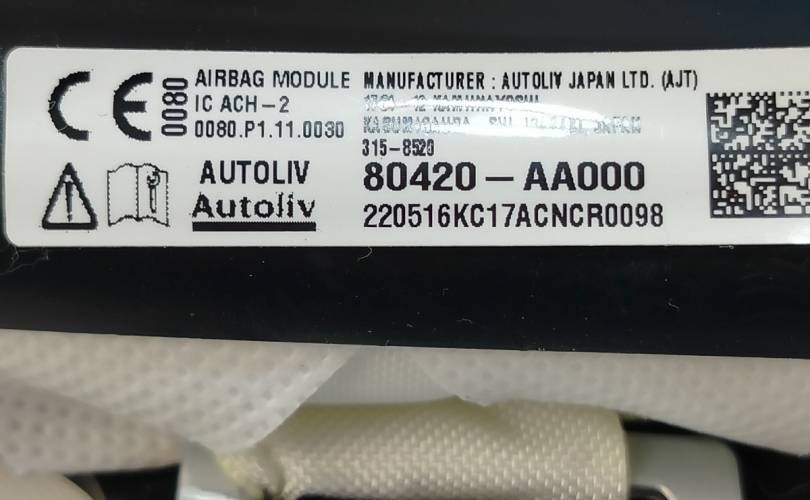 CE 0080
AIRBAG MODULE
IC ACH-2
0080.P1.11.0030
AUTOLIV
Autoliv
MANUFACTURER : AUTOLIV JAPAN LTD. (AJT)
315-8520
80420-AA000
220516KC17ACNCR0098